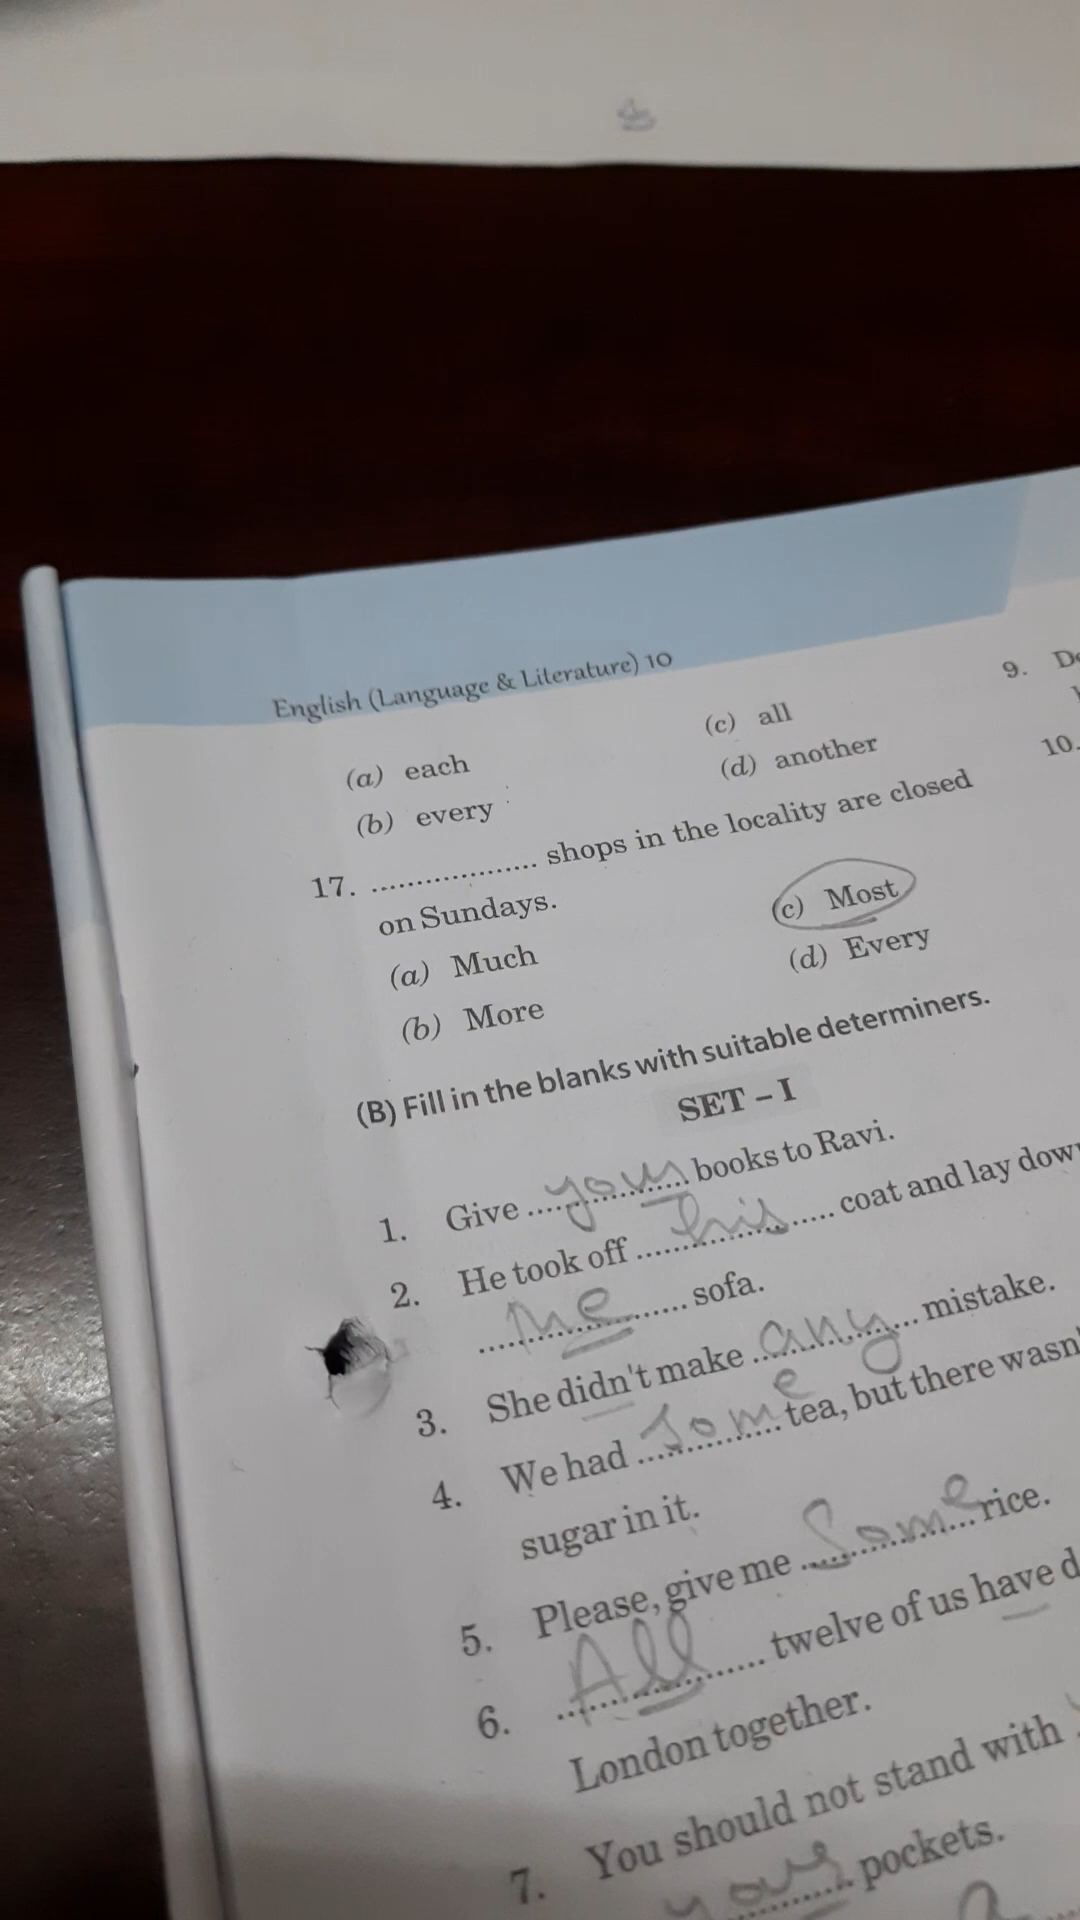 English (Language & Literature) 10
(a) each
(c) all
(b) every
(d) another
17. .................... shops in the locality are closed
on Sundays.
(a) Much
(c) Most
(b) More
(d) Every
(B) Fill in the blanks with suitable determiners.
SET – I
1. Give your books to Ravi.
2. He took off his coat and lay down
the sofa.
3. She didn't make any mistake.
4. We had some tea, but there wasn'
sugar in it.
5. Please, give me Some rice.
6. All twelve of us have d
London together.
7. You should not stand with
your pockets.
9. De
10.